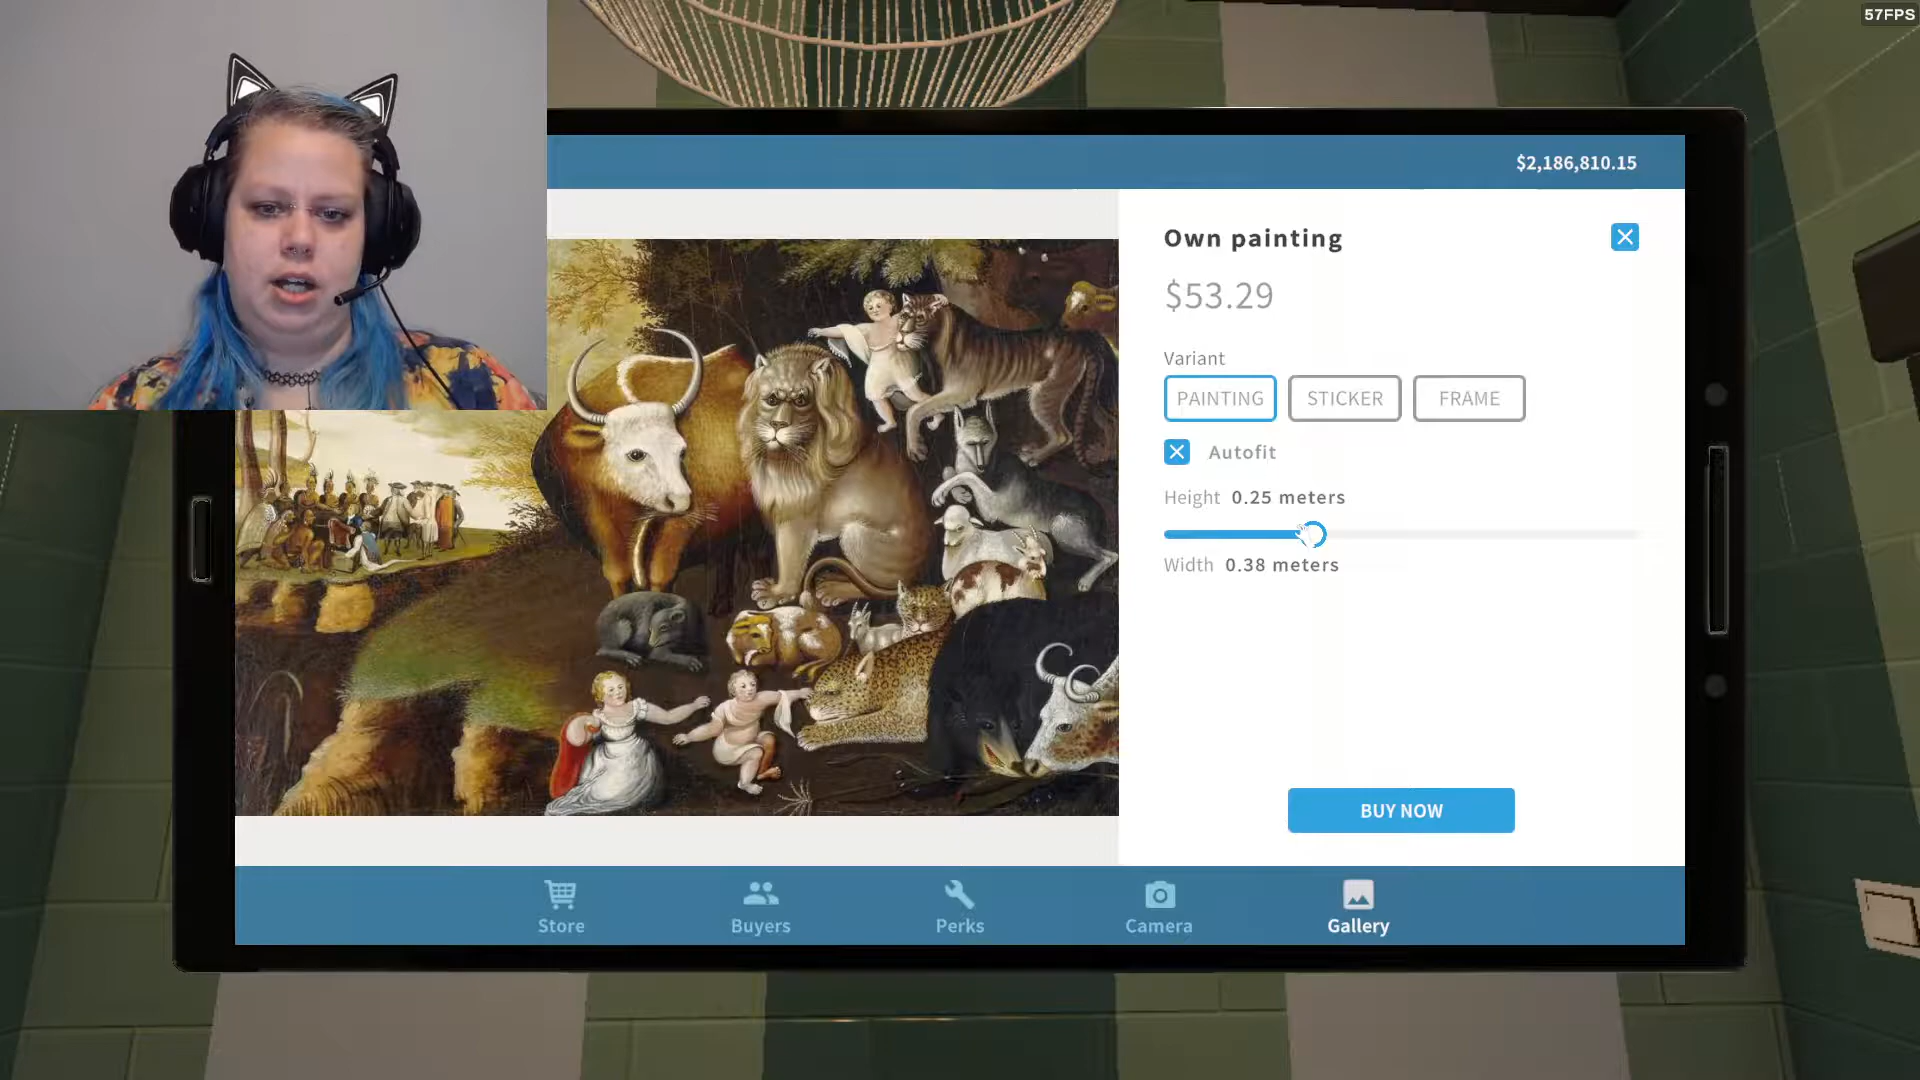 57FPS
$2,186,810.15
Own painting
$53.29
Variant
PAINTING STICKER FRAME
Autofit
Height 0.25 meters
Width 0.38 meters
BUY NOW
Store Buyers Perks Camera Gallery